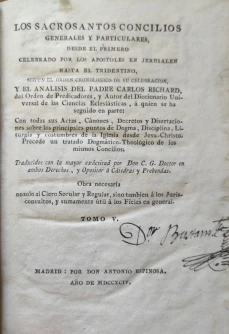 LOS SACROSANTOS CONCILIOS
GENERALES Y PARTICULARES,
DESDE EL PRIMERO
CELEBRADO POR LOS APOSTOLES EN JERUSALEN
HASTA EL TRIDENTINO,
SEGUN EL ORDEN CRONOLOGICO DE SU CELEBRACION,
Y EL ANALISIS DEL PADRE CARLOS RICHARD,
del Orden de Predicadores, y Autor del Diccionario Uni-
versal de las Ciencias Eclesiásticas, á quien se ha
seguido en parte:
Con todas sus Actas, Cánones, Decretos y Disertacio-
nes sobre los principales puntos de Dogma, Disciplina, Li-
turgia y costumbres de la Iglesia desde Jesu-Christo.
Precede un tratado Dogmático-Theológico de los
mismos Concilios.
Traducidos con la mayor exâctitud por Don C. G. Doctor en
ambos Derechos, y Opositor á Cátedras y Prebendas.
Obra necesaria
no solo al Clero Secular y Regular, sino tambien á los Juris-
consultos, y sumamente útil á los Fieles en general.
TOMO V.
MADRID: POR DON ANTONIO ESPINOSA,
AÑO DE MDCCXCIV.